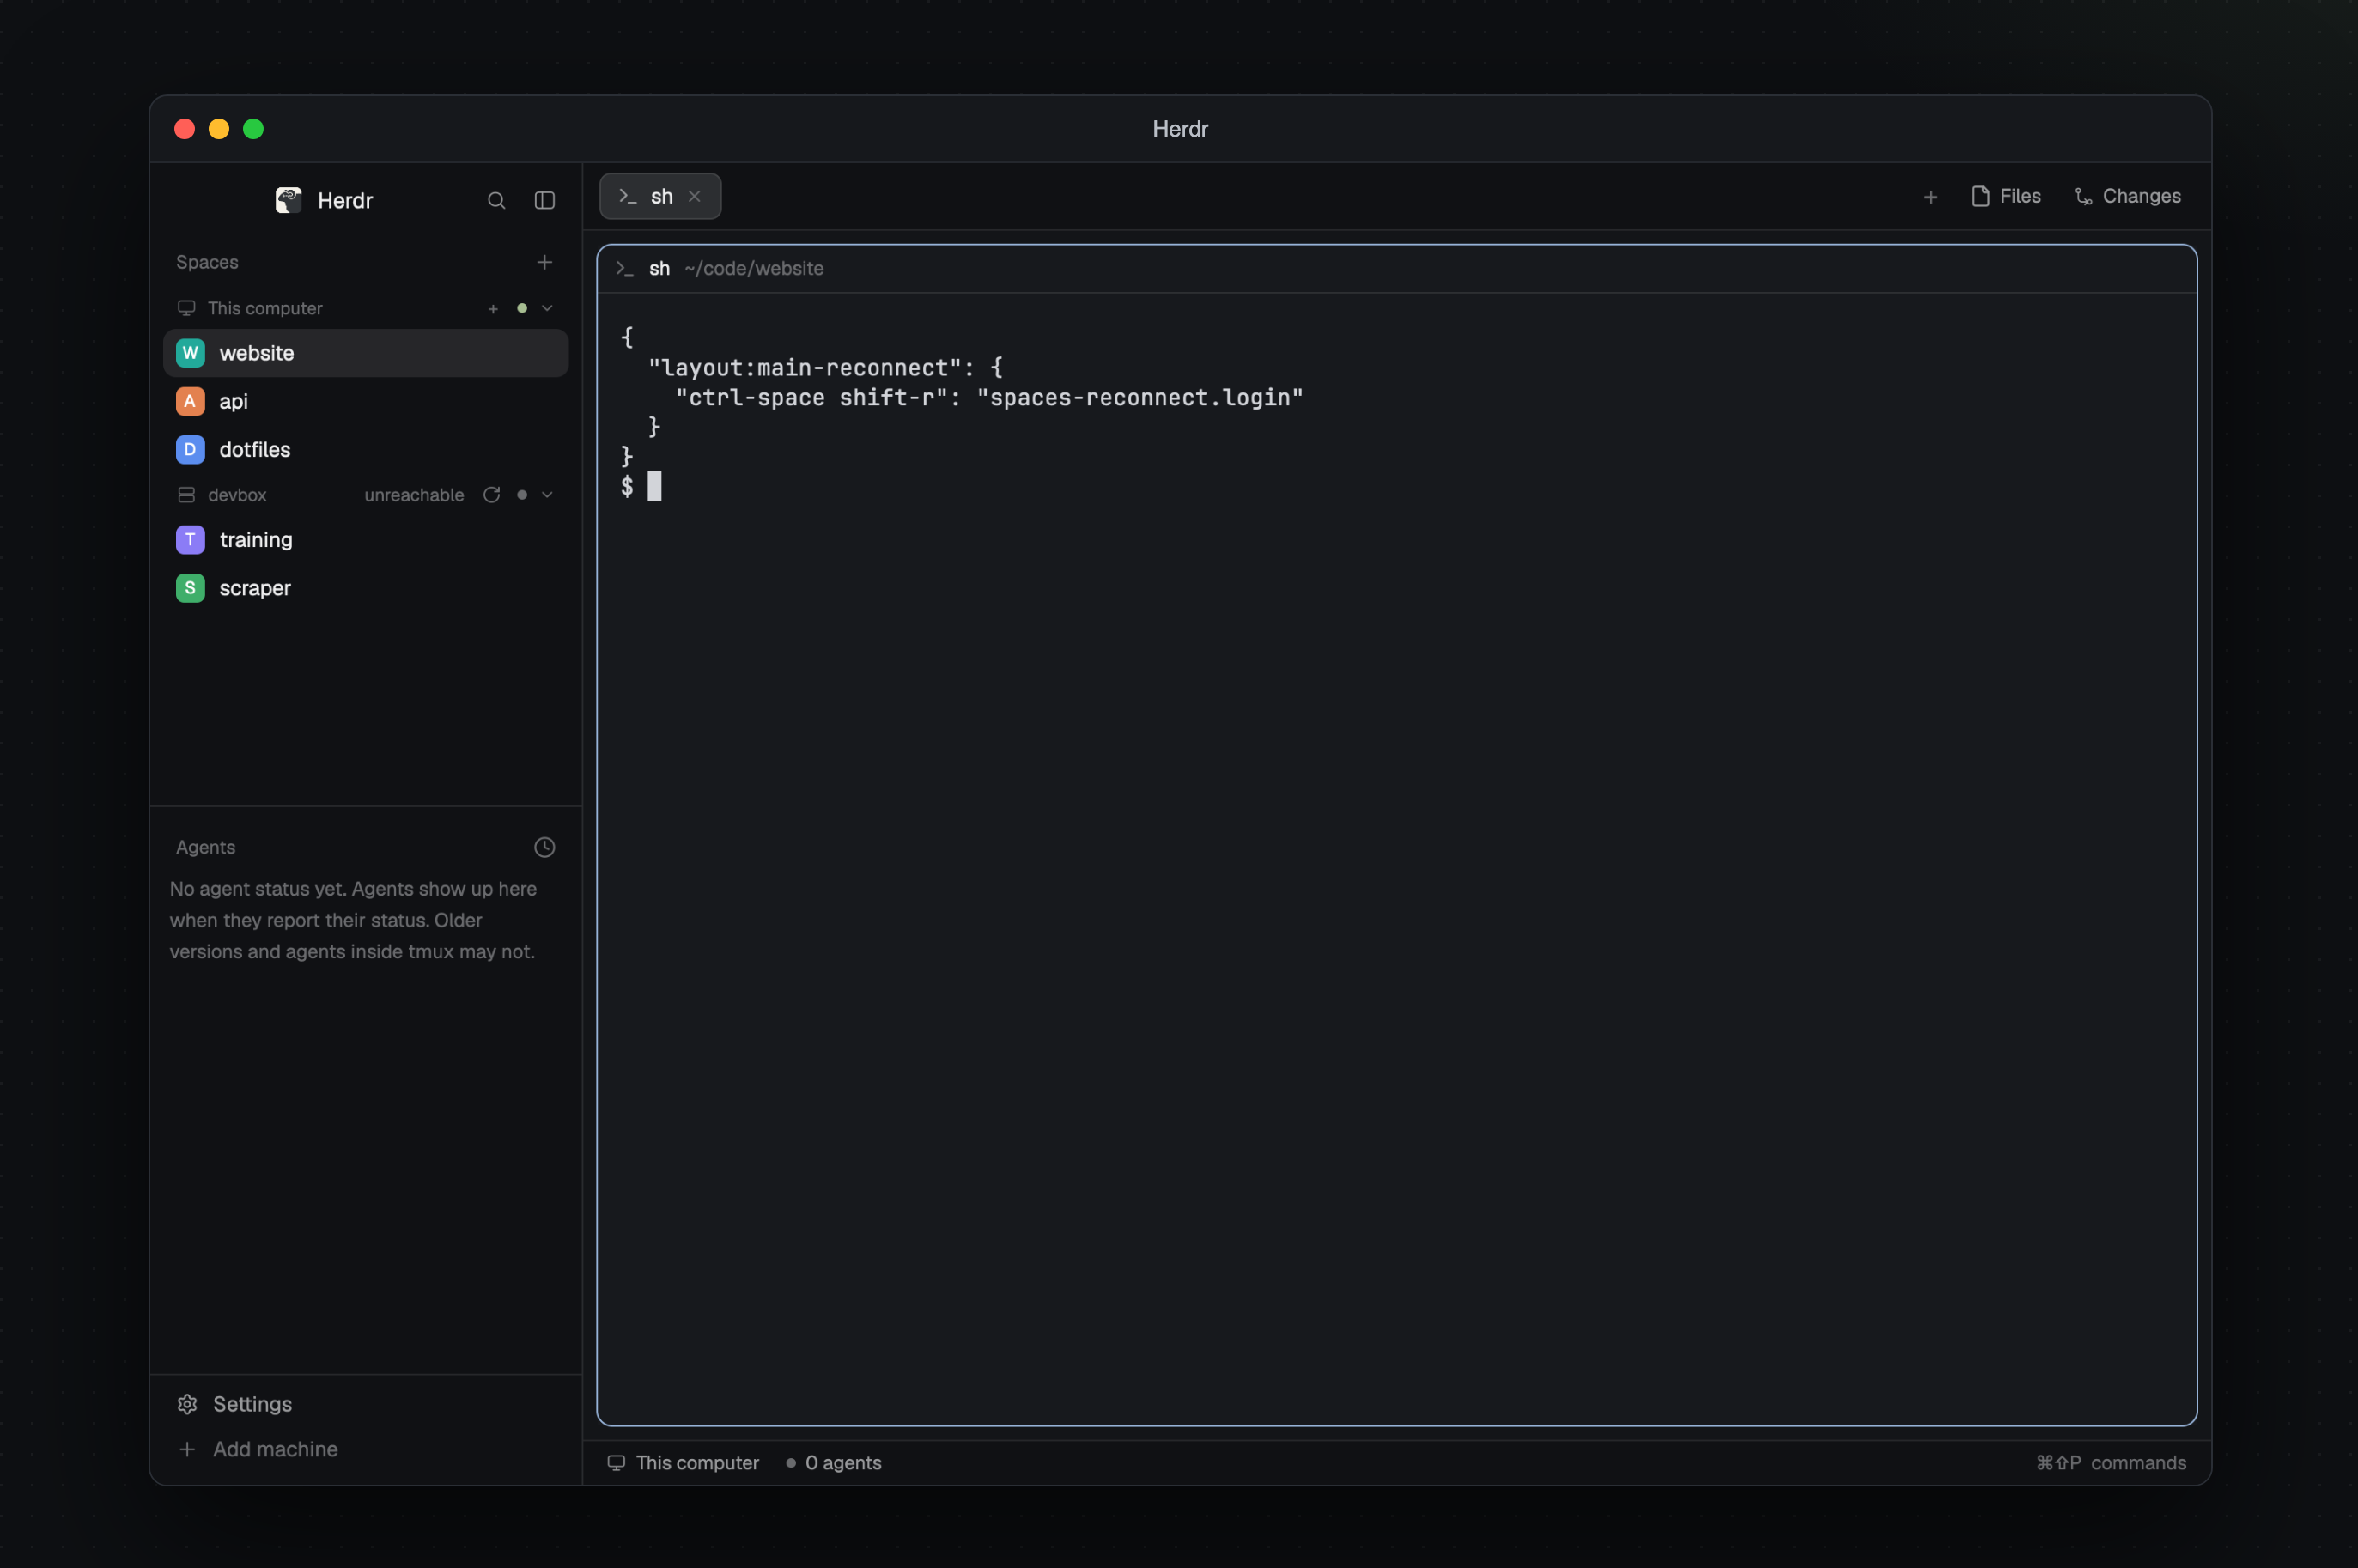 Herdr
Herdr
Spaces
This computer
W website
A api
D dotfiles
devbox unreachable
T training
S scraper
Agents
No agent status yet. Agents show up here
when they report their status. Older
versions and agents inside tmux may not.
Settings
Add machine
sh
Files
Changes
sh ~/code/website
{
"layout:main-reconnect": {
"ctrl-space shift-r": "spaces-reconnect.login"
}
}
$
This computer 0 agents
⌘⇧P commands